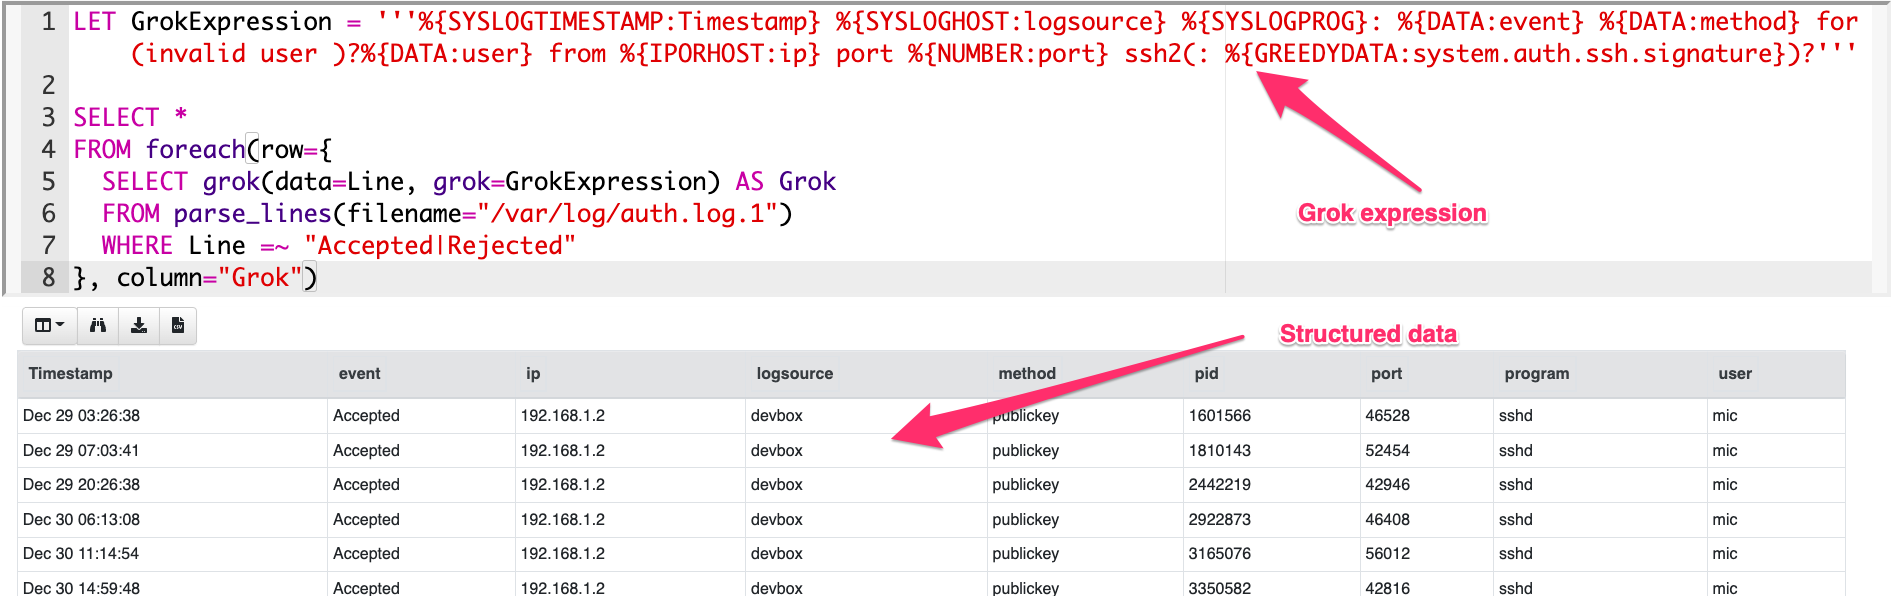 1 LET GrokExpression = '''%{SYSLOGTIMESTAMP:Timestamp} %{SYSLOGHOST:logsource} %{SYSLOGPROG}: %{DATA:event} %{DATA:method} for
(invalid user )?%{DATA:user} from %{IPORHOST:ip} port %{NUMBER:port} ssh2(: %{GREEDYDATA:system.auth.ssh.signature})?'''
2
3 SELECT *
4 FROM foreach(row={
5 SELECT grok(data=Line, grok=GrokExpression) AS Grok
6 FROM parse_lines(filename="/var/log/auth.log.1")
7 WHERE Line =~ "Accepted|Rejected"
8 }, column="Grok")
Grok expression
Structured data
Timestamp event ip logsource method pid port program user
Dec 29 03:26:38 Accepted 192.168.1.2 devbox publickey 1601566 46528 sshd mic
Dec 29 07:03:41 Accepted 192.168.1.2 devbox publickey 1810143 52454 sshd mic
Dec 29 20:26:38 Accepted 192.168.1.2 devbox publickey 2442219 42946 sshd mic
Dec 30 06:13:08 Accepted 192.168.1.2 devbox publickey 2922873 46408 sshd mic
Dec 30 11:14:54 Accepted 192.168.1.2 devbox publickey 3165076 56012 sshd mic
Dec 30 14:59:48 Accepted 192.168.1.2 devbox publickey 3350582 42816 sshd mic